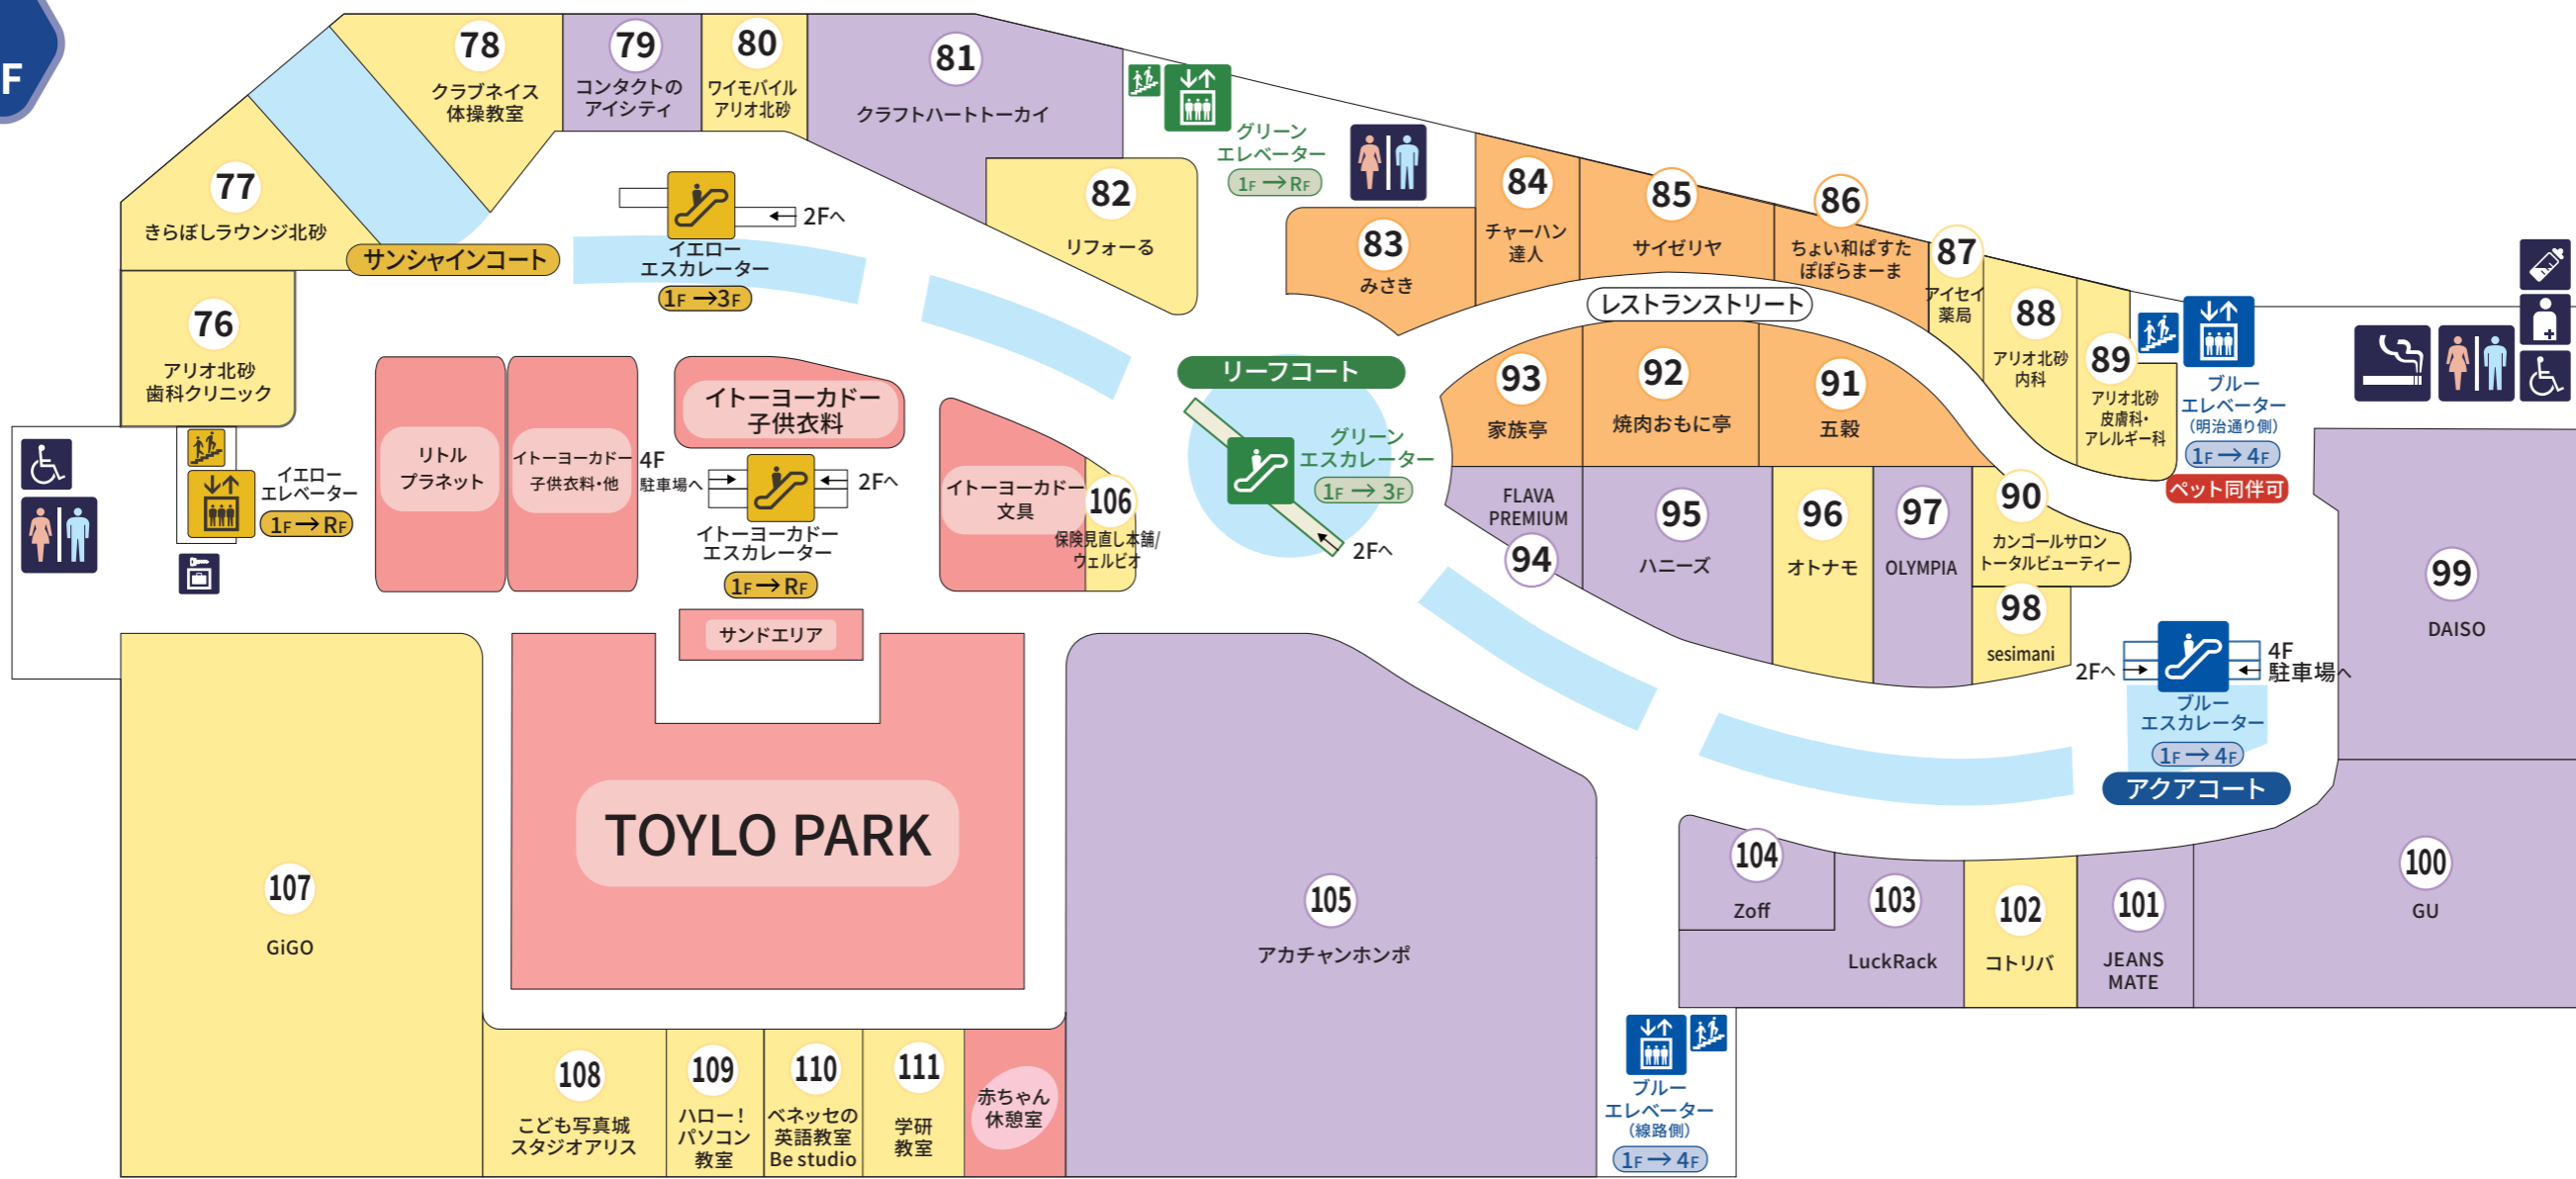 F
78
クラブネイス
体操教室
79
コンタクトの
アイシティ
80
ワイモバイル
アリオ北砂
81
クラフトハートトーカイ
グリーン
エレベーター
1F→RF
77
きらぼしラウンジ北砂
サンシャインコート
2Fへ
イエロー
エスカレーター
1F→3F
82
リフォーる
83
みさき
84
チャーハン
達人
85
サイゼリヤ
86
ちょい和ぱすた
ぽぽらまーま
87
アイセイ
薬局
88
アリオ北砂
内科
89
アリオ北砂
皮膚科・
アレルギー科
レストランストリート
ブルー
エレベーター
(明治通り側)
1F→4F
ペット同伴可
76
アリオ北砂
歯科クリニック
イエロー
エレベーター
1F→RF
リトル
プラネット
イトーヨーカドー
子供衣料・他
イトーヨーカドー
子供衣料
4F
駐車場へ
2Fへ
イトーヨーカドー
エスカレーター
1F→RF
イトーヨーカドー
文具
106
保険見直し本舗/
ウェルビオ
リーフコート
グリーン
エスカレーター
1F→3F
2Fへ
93
家族亭
92
焼肉おもに亭
91
五穀
FLAVA
PREMIUM
94
95
ハニーズ
96
オトナモ
97
OLYMPIA
90
カンゴールサロン
トータルビューティー
98
sesimani
99
DAISO
2Fへ
4F
駐車場へ
ブルー
エスカレーター
1F→4F
アクアコート
サンドエリア
TOYLO PARK
107
GiGO
105
アカチャンホンポ
104
Zoff
103
LuckRack
102
コトリバ
101
JEANS
MATE
100
GU
108
こども写真城
スタジオアリス
109
ハロー!
パソコン
教室
110
ベネッセの
英語教室
Be studio
111
学研
教室
赤ちゃん
休憩室
ブルー
エレベーター
(線路側)
1F→4F